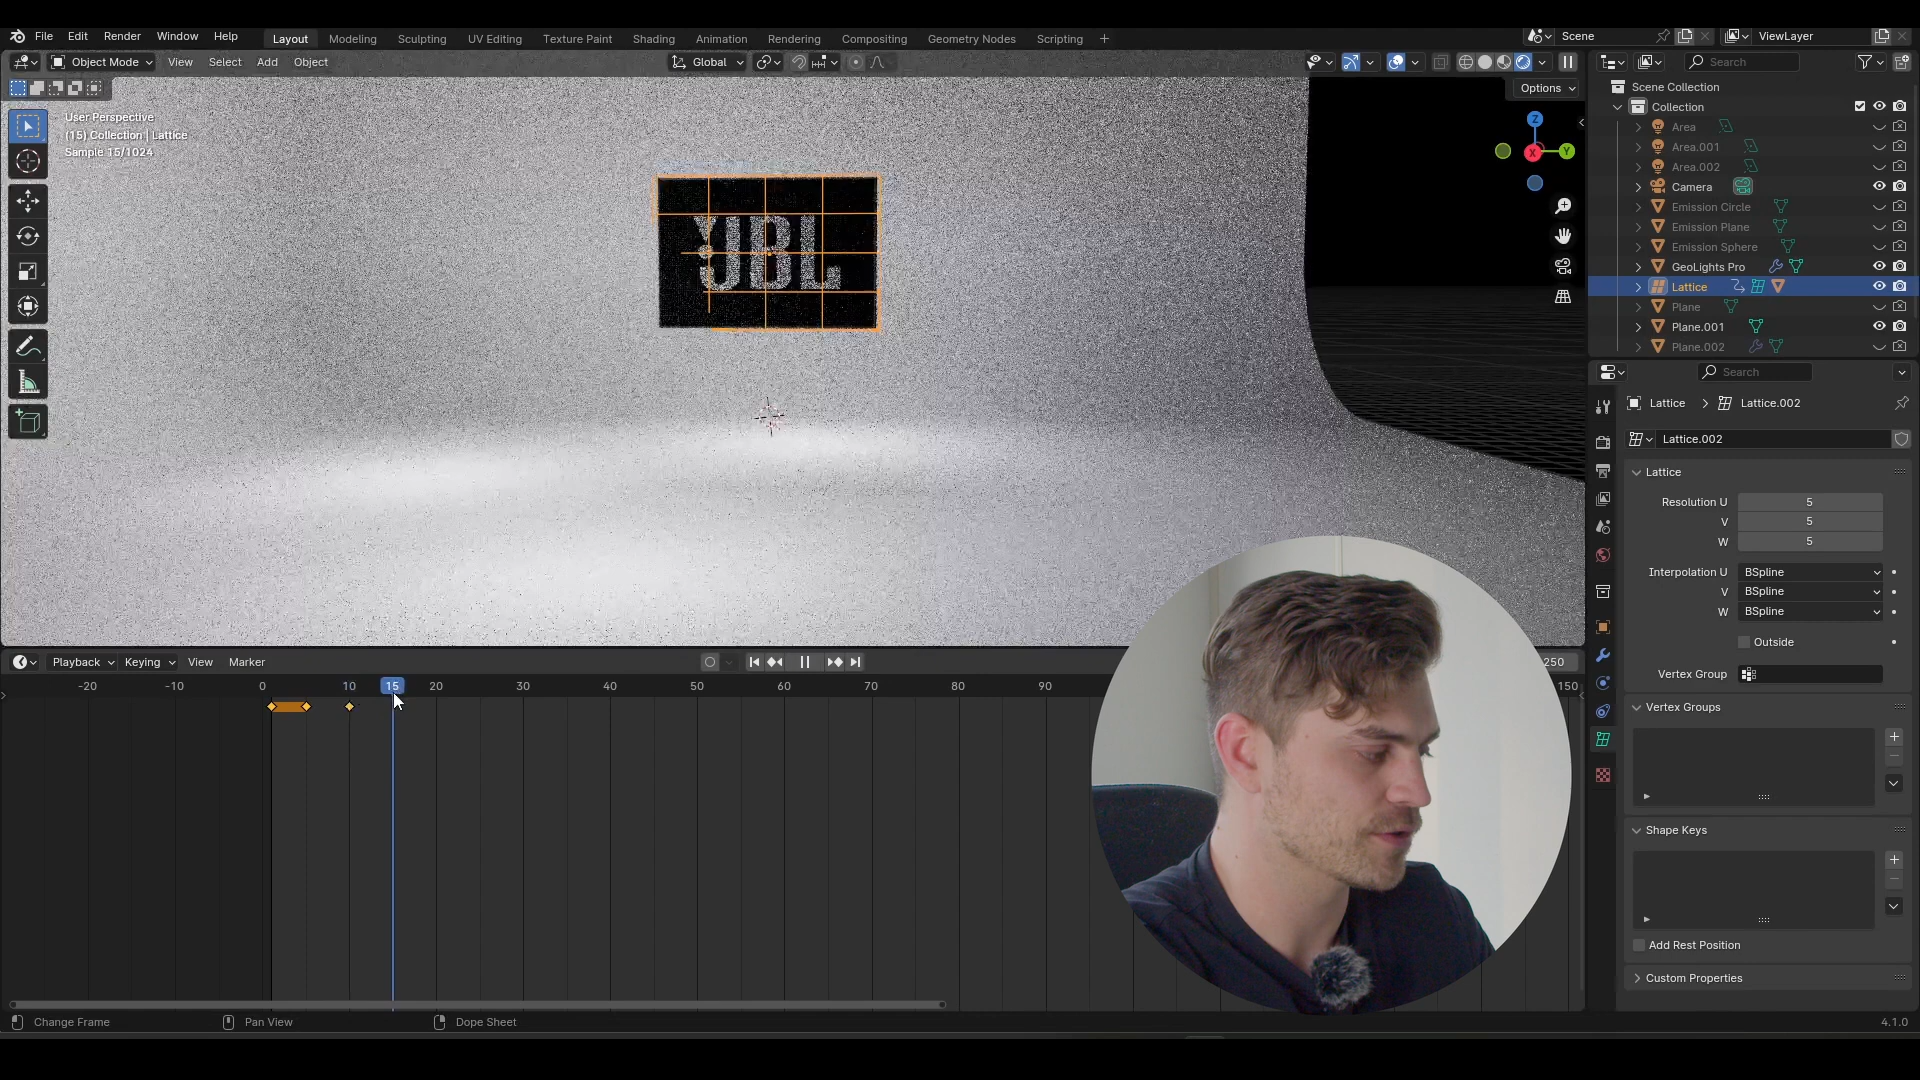 File Edit Render Window Help
Layout Modeling Sculpting UV Editing Texture Paint Shading Animation Rendering Compositing Geometry Nodes Scripting +
Scene ViewLayer
Object Mode View Select Add Object
Global
Search
Options
User Perspective
(15) Collection | Lattice
Sample 15/1024
Z
X
Y
JBL
Scene Collection
Collection
Area
Area.001
Area.002
Camera
Emission Circle
Emission Plane
Emission Sphere
GeoLights Pro
Lattice
Plane
Plane.001
Plane.002
Search
Lattice > Lattice.002
Lattice.002
Lattice
Resolution U 5
V 5
W 5
Interpolation U BSpline
V BSpline
W BSpline
Outside
Vertex Group
Vertex Groups
Shape Keys
Add Rest Position
Custom Properties
Playback Keying View Marker
250
-20 -10 0 10 15 20 30 40 50 60 70 80 90 150
Change Frame Pan View Dope Sheet
4.1.0